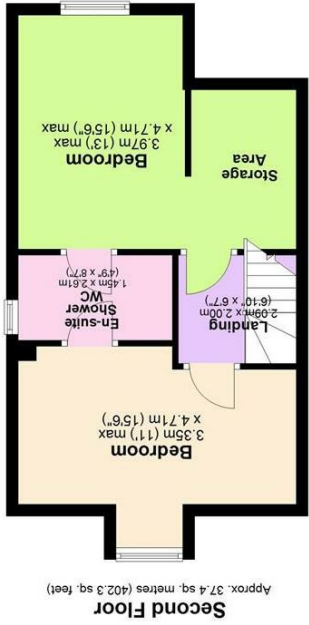 Second Floor
Approx. 37.4 sq. metres (402.3 sq. feet)
Bedroom
3.35m (11') max
x 4.71m (15'6")
Landing
2.09m x 2.00m
(6'10" x 6'7")
En-suite
Shower
WC
1.45m x 2.61m
(4'9" x 8'7")
Storage
Area
Bedroom
3.97m (13') max
x 4.71m (15'6") max